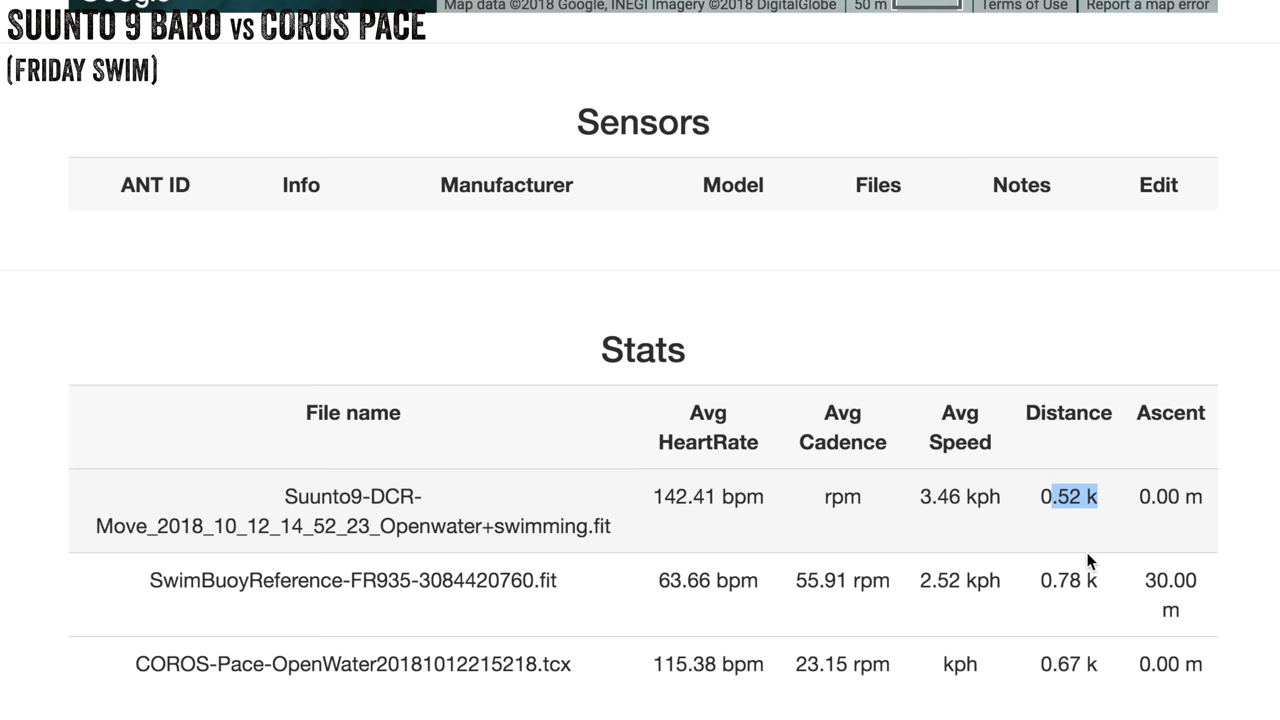 Google
Map data ©2018 Google, INEGI Imagery ©2018 DigitalGlobe 50 m Terms of Use Report a map error
SUUNTO 9 BARO VS COROS PACE
(FRIDAY SWIM)
Sensors
ANT ID Info Manufacturer Model Files Notes Edit
Stats
File name Avg Avg Avg Distance Ascent
HeartRate Cadence Speed
Suunto9-DCR- 142.41 bpm rpm 3.46 kph 0.52 k 0.00 m
Move_2018_10_12_14_52_23_Openwater+swimming.fit
SwimBuoyReference-FR935-3084420760.fit 63.66 bpm 55.91 rpm 2.52 kph 0.78 k 30.00
m
COROS-Pace-OpenWater20181012215218.tcx 115.38 bpm 23.15 rpm kph 0.67 k 0.00 m